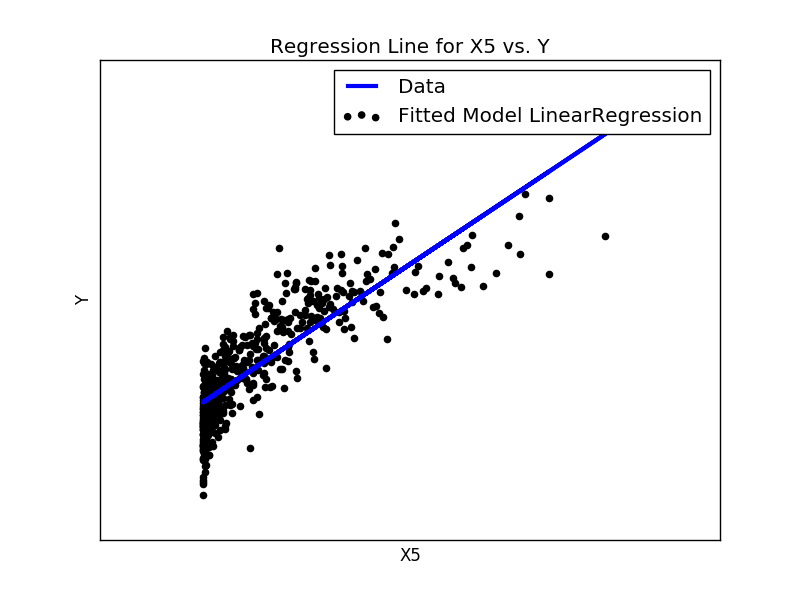 Regression Line for X5 vs. Y
Data
Fitted Model LinearRegression
Y
X5